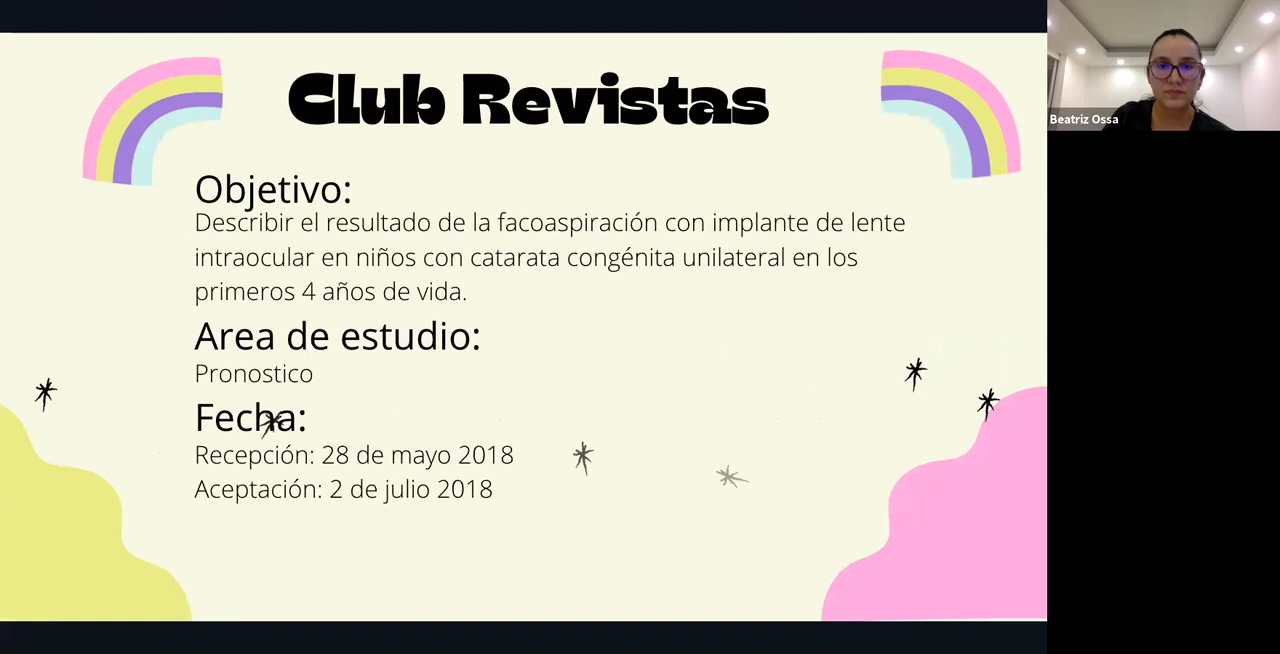 Club Revistas
Objetivo:
Describir el resultado de la facoaspiración con implante de lente
intraocular en niños con catarata congénita unilateral en los
primeros 4 años de vida.
Area de estudio:
Pronostico
Fecha:
Recepción: 28 de mayo 2018
Aceptación: 2 de julio 2018
Beatriz Ossa